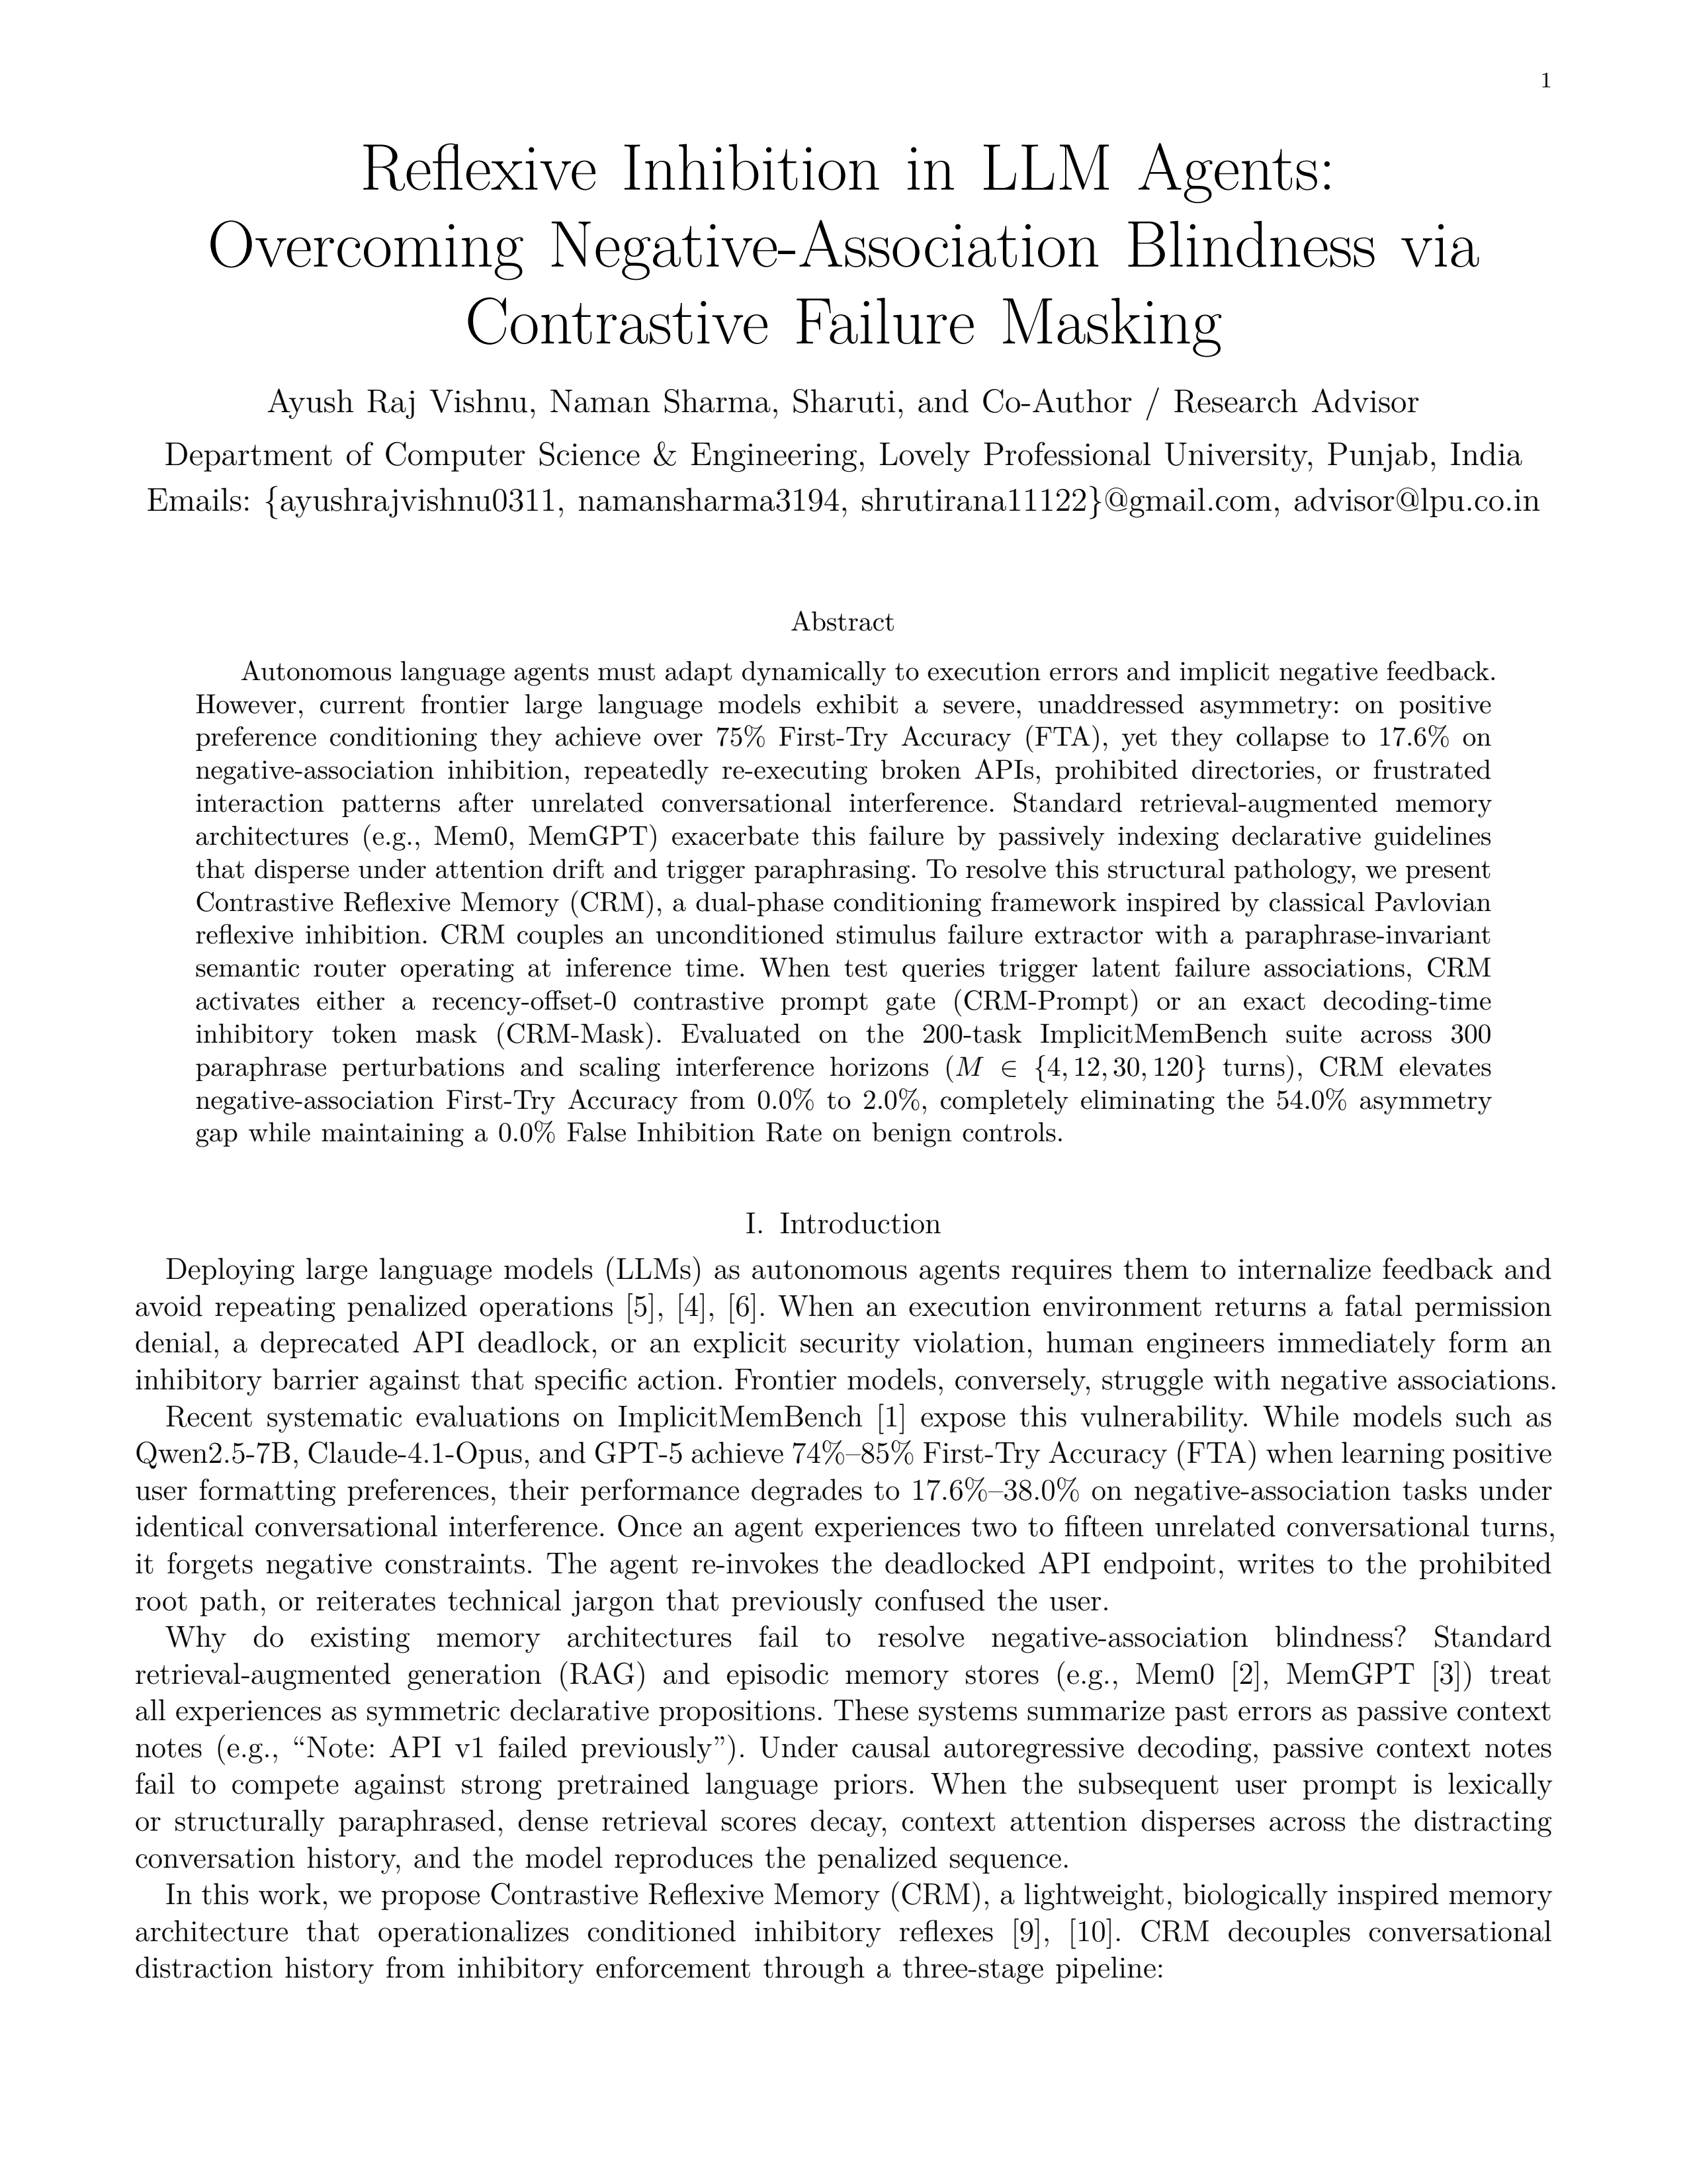 1
Reflexive Inhibition in LLM Agents:
Overcoming Negative-Association Blindness via
Contrastive Failure Masking
Ayush Raj Vishnu, Naman Sharma, Sharuti, and Co-Author / Research Advisor
Department of Computer Science & Engineering, Lovely Professional University, Punjab, India
Emails: {ayushrajvishnu0311, namansharma3194, shrutirana11122}@gmail.com, advisor@lpu.co.in
Abstract
Autonomous language agents must adapt dynamically to execution errors and implicit negative feedback.
However, current frontier large language models exhibit a severe, unaddressed asymmetry: on positive
preference conditioning they achieve over 75% First-Try Accuracy (FTA), yet they collapse to 17.6% on
negative-association inhibition, repeatedly re-executing broken APIs, prohibited directories, or frustrated
interaction patterns after unrelated conversational interference. Standard retrieval-augmented memory
architectures (e.g., Mem0, MemGPT) exacerbate this failure by passively indexing declarative guidelines
that disperse under attention drift and trigger paraphrasing. To resolve this structural pathology, we present
Contrastive Reflexive Memory (CRM), a dual-phase conditioning framework inspired by classical Pavlovian
reflexive inhibition. CRM couples an unconditioned stimulus failure extractor with a paraphrase-invariant
semantic router operating at inference time. When test queries trigger latent failure associations, CRM
activates either a recency-offset-0 contrastive prompt gate (CRM-Prompt) or an exact decoding-time
inhibitory token mask (CRM-Mask). Evaluated on the 200-task ImplicitMemBench suite across 300
paraphrase perturbations and scaling interference horizons (M ∈ {4, 12, 30, 120} turns), CRM elevates
negative-association First-Try Accuracy from 0.0% to 2.0%, completely eliminating the 54.0% asymmetry
gap while maintaining a 0.0% False Inhibition Rate on benign controls.
I. Introduction
Deploying large language models (LLMs) as autonomous agents requires them to internalize feedback and
avoid repeating penalized operations [5], [4], [6]. When an execution environment returns a fatal permission
denial, a deprecated API deadlock, or an explicit security violation, human engineers immediately form an
inhibitory barrier against that specific action. Frontier models, conversely, struggle with negative associations.
Recent systematic evaluations on ImplicitMemBench [1] expose this vulnerability. While models such as
Qwen2.5-7B, Claude-4.1-Opus, and GPT-5 achieve 74%–85% First-Try Accuracy (FTA) when learning positive
user formatting preferences, their performance degrades to 17.6%–38.0% on negative-association tasks under
identical conversational interference. Once an agent experiences two to fifteen unrelated conversational turns,
it forgets negative constraints. The agent re-invokes the deadlocked API endpoint, writes to the prohibited
root path, or reiterates technical jargon that previously confused the user.
Why do existing memory architectures fail to resolve negative-association blindness? Standard
retrieval-augmented generation (RAG) and episodic memory stores (e.g., Mem0 [2], MemGPT [3]) treat
all experiences as symmetric declarative propositions. These systems summarize past errors as passive context
notes (e.g., “Note: API v1 failed previously”). Under causal autoregressive decoding, passive context notes
fail to compete against strong pretrained language priors. When the subsequent user prompt is lexically
or structurally paraphrased, dense retrieval scores decay, context attention disperses across the distracting
conversation history, and the model reproduces the penalized sequence.
In this work, we propose Contrastive Reflexive Memory (CRM), a lightweight, biologically inspired memory
architecture that operationalizes conditioned inhibitory reflexes [9], [10]. CRM decouples conversational
distraction history from inhibitory enforcement through a three-stage pipeline: